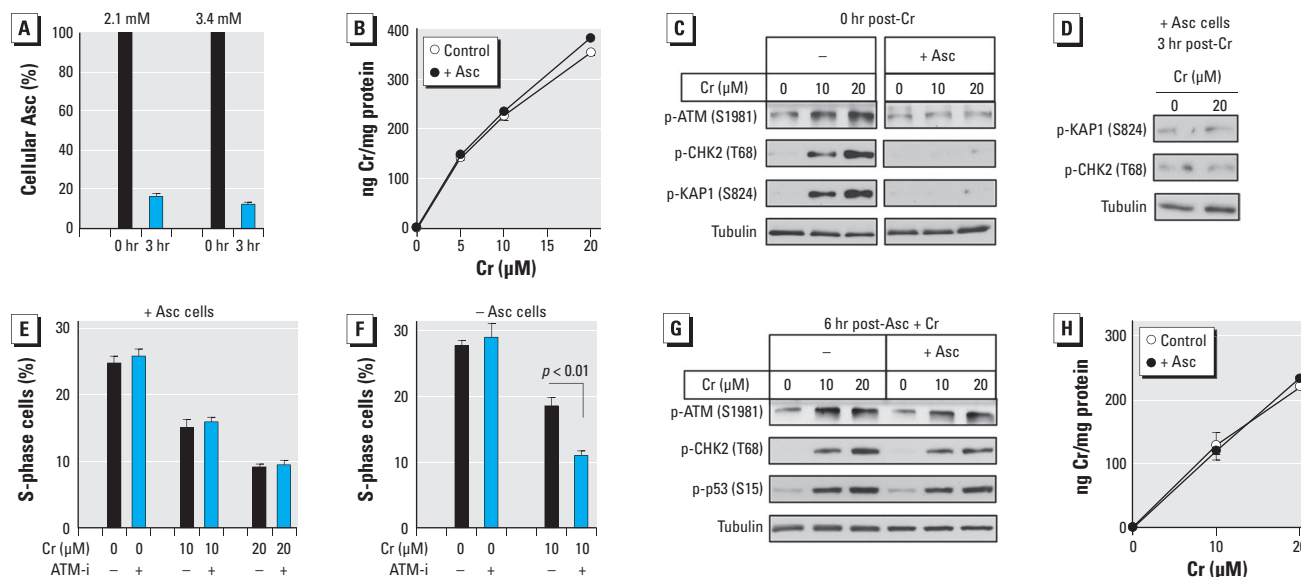 A
2.1 mM 3.4 mM
Cellular Asc (%)
100
80
60
40
20
0
0 hr 3 hr 0 hr 3 hr
B
ng Cr/mg protein
400
300
200
100
0
Control
+ Asc
0 5 10 15 20
Cr (µM)
C
0 hr post-Cr
– + Asc
Cr (µM) 0 10 20 0 10 20
p-ATM (S1981)
p-CHK2 (T68)
p-KAP1 (S824)
Tubulin
D
+ Asc cells
3 hr post-Cr
Cr (µM)
0 20
p-KAP1 (S824)
p-CHK2 (T68)
Tubulin
E
+ Asc cells
S-phase cells (%)
30
20
10
0
Cr (µM) 0 0 10 10 20 20
ATM-i – + – + – +
F
– Asc cells
S-phase cells (%)
30
20
10
0
p < 0.01
0 0 10 10
– + – +
G
6 hr post-Asc + Cr
– + Asc
Cr (µM) 0 10 20 0 10 20
p-ATM (S1981)
p-CHK2 (T68)
p-p53 (S15)
Tubulin
H
ng Cr/mg protein
300
200
100
0
Control
+ Asc
0 10 20
Cr (µM)